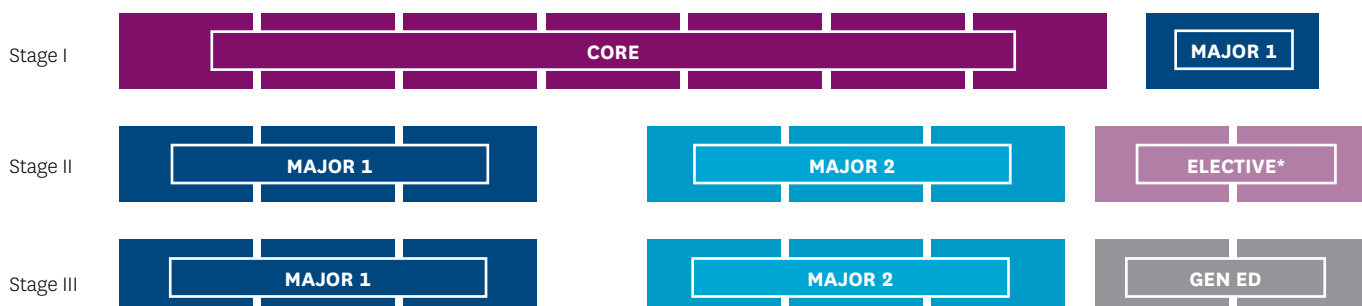 Stage I CORE MAJOR 1
Stage II MAJOR 1 MAJOR 2 ELECTIVE*
Stage III MAJOR 1 MAJOR 2 GEN ED